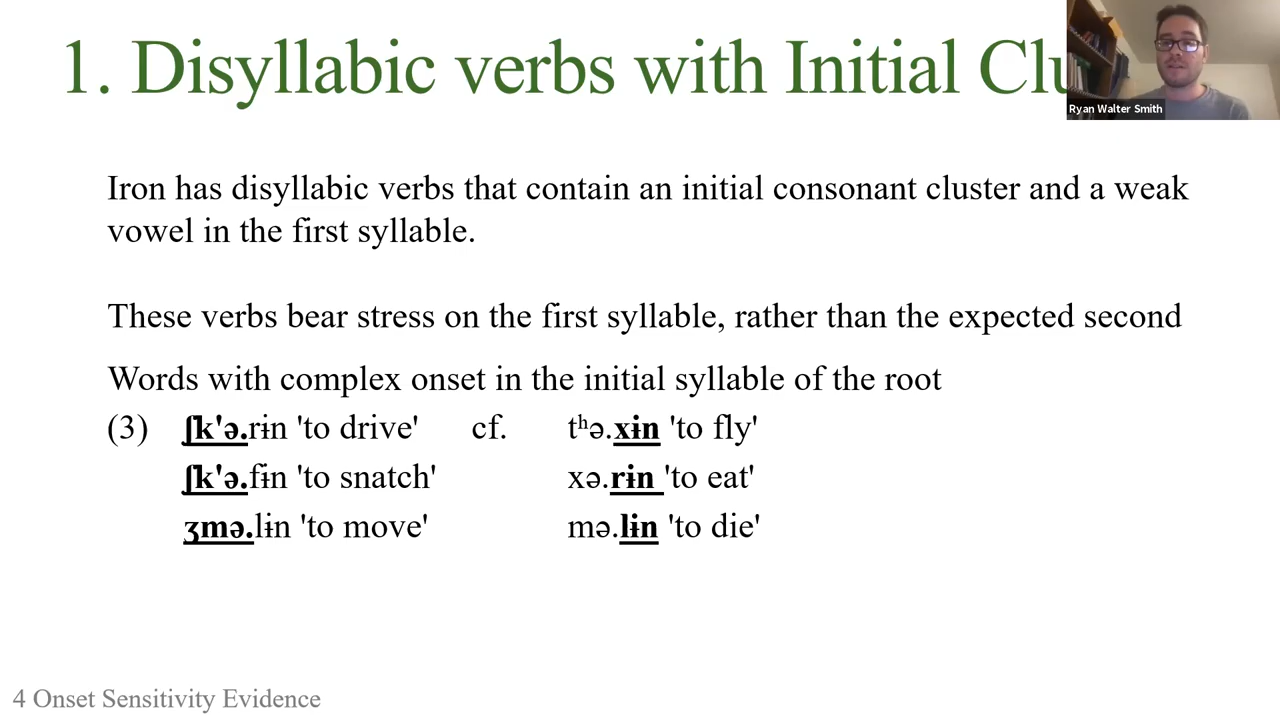 1. Disyllabic verbs with Initial Clu
Ryan Walter Smith
Iron has disyllabic verbs that contain an initial consonant cluster and a weak
vowel in the first syllable.
These verbs bear stress on the first syllable, rather than the expected second
Words with complex onset in the initial syllable of the root
(3) ʃk'ə.rɨn 'to drive' cf. tʰə.xɨn 'to fly'
ʃk'ə.fɨn 'to snatch' xə.rɨn 'to eat'
ʒmə.lɨn 'to move' mə.lɨn 'to die'
4 Onset Sensitivity Evidence